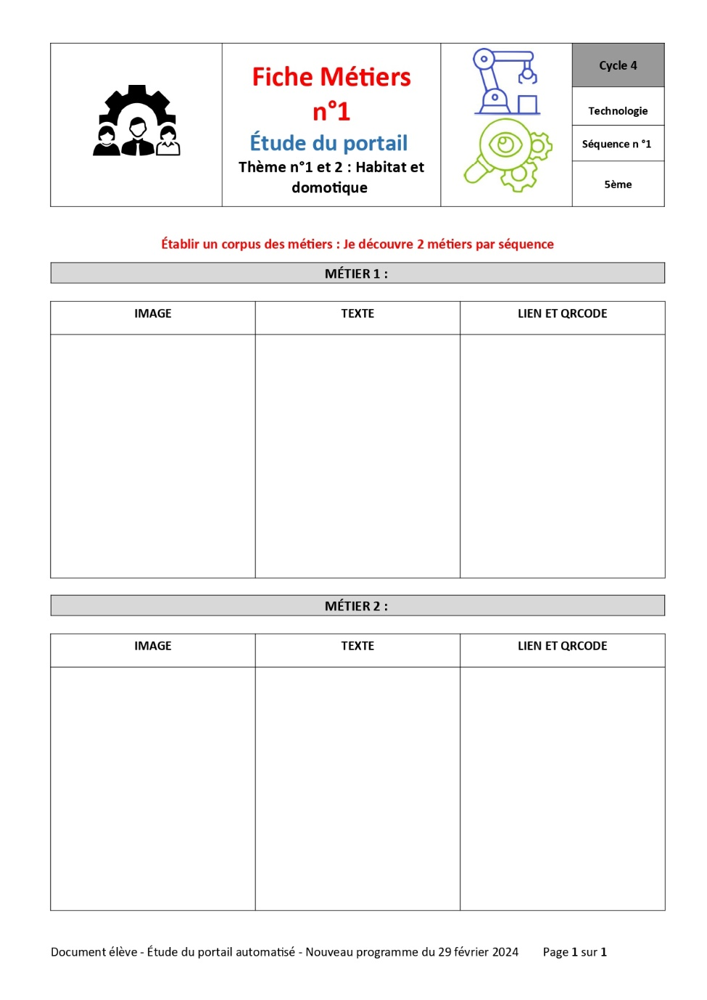 Fiche Métiers
n°1
Étude du portail
Thème n°1 et 2 : Habitat et
domotique
Cycle 4
Technologie
Séquence n °1
5ème
Établir un corpus des métiers : Je découvre 2 métiers par séquence
MÉTIER 1 :
IMAGE
TEXTE
LIEN ET QRCODE
MÉTIER 2 :
IMAGE
TEXTE
LIEN ET QRCODE
Document élève - Étude du portail automatisé - Nouveau programme du 29 février 2024 Page 1 sur 1